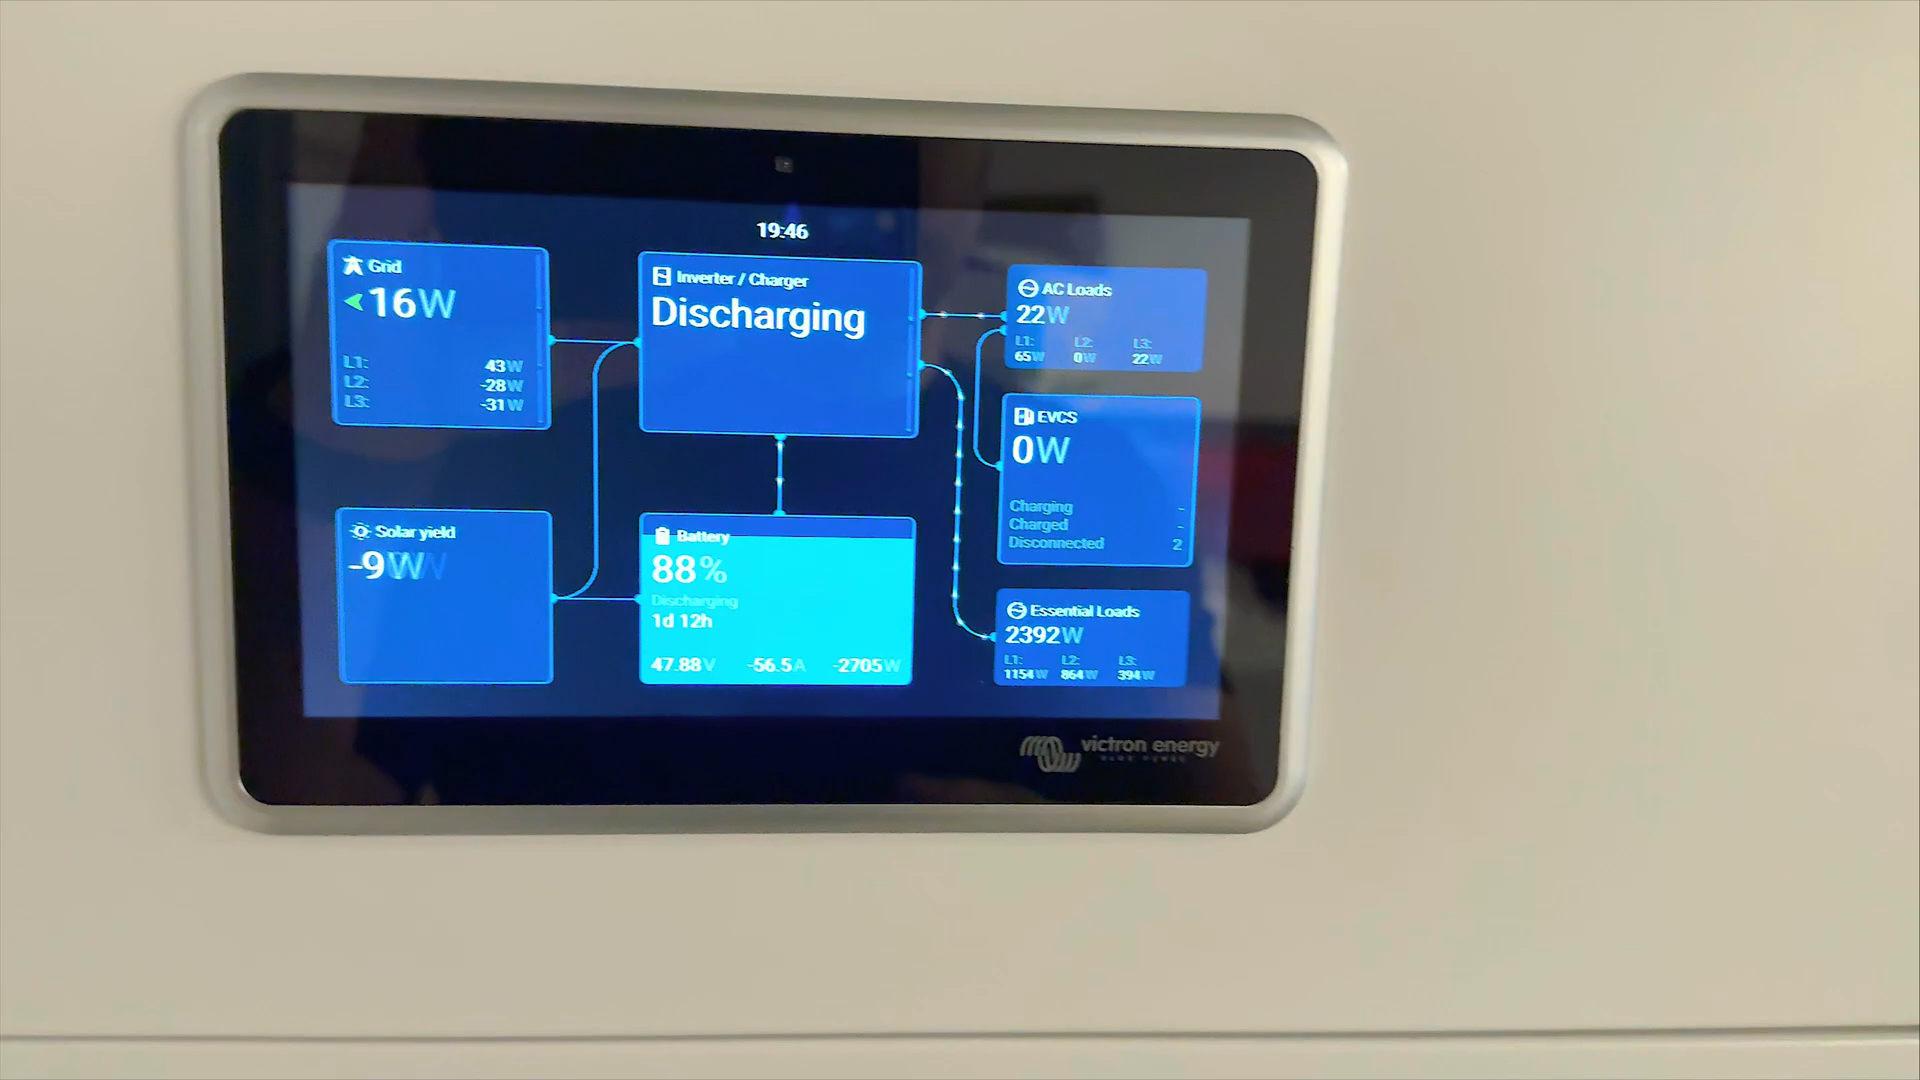 19:46
Grid
16W
L1: 43W
L2: -28W
L3: -31W
Inverter / Charger
Discharging
AC Loads
22W
L1: L2: L3:
65W 0W 22W
EVCS
0W
Charging -
Charged -
Disconnected 2
Solar yield
-9W
Battery
88%
Discharging
1d 12h
47.88V -56.5A -2705W
Essential Loads
2392W
L1: L2: L3:
1154W 864W 394W
victron energy
BLUE POWER